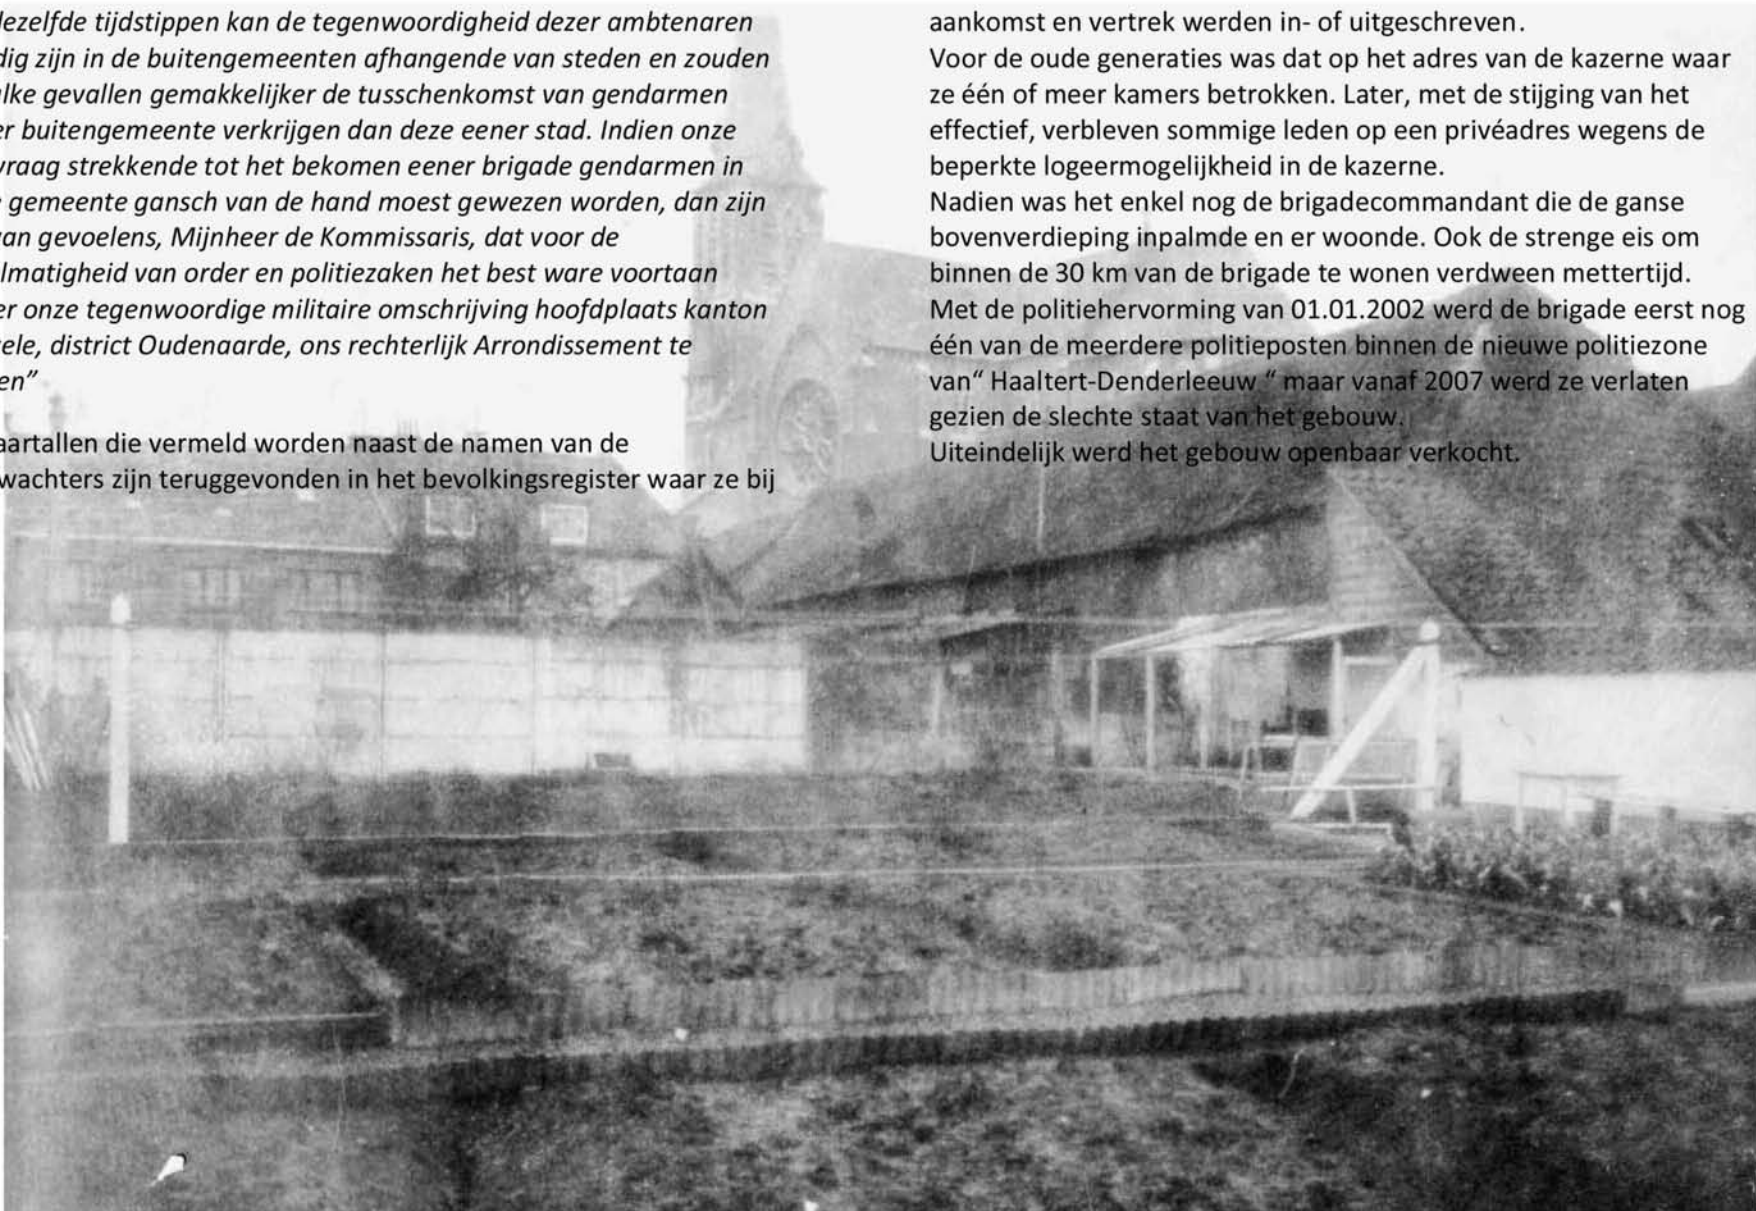 dezelfde tijdstippen kan de tegenwoordigheid dezer ambtenaren
dig zijn in de buitengemeenten afhangende van steden en zouden
lke gevallen gemakkelijker de tusschenkomst van gendarmen
er buitengemeente verkrijgen dan deze eener stad. Indien onze
vraag strekkende tot het bekomen eener brigade gendarmen in
e gemeente gansch van de hand moest gewezen worden, dan zijn
van gevoelens, Mijnheer de Kommissaris, dat voor de
lmatigheid van order en politiezaken het best ware voortaan
er onze tegenwoordige militaire omschrijving hoofdplaats kanton
ele, district Oudenaarde, ons rechterlijk Arrondissement te
en”
aartallen die vermeld worden naast de namen van de
wachters zijn teruggevonden in het bevolkingsregister waar ze bij
aankomst en vertrek werden in- of uitgeschreven.
Voor de oude generaties was dat op het adres van de kazerne waar
ze één of meer kamers betrokken. Later, met de stijging van het
effectief, verbleven sommige leden op een privéadres wegens de
beperkte logeermogelijkheid in de kazerne.
Nadien was het enkel nog de brigadecommandant die de ganse
bovenverdieping inpalmde en er woonde. Ook de strenge eis om
binnen de 30 km van de brigade te wonen verdween mettertijd.
Met de politiehervorming van 01.01.2002 werd de brigade eerst nog
één van de meerdere politieposten binnen de nieuwe politiezone
van“ Haaltert-Denderleeuw “ maar vanaf 2007 werd ze verlaten
gezien de slechte staat van het gebouw.
Uiteindelijk werd het gebouw openbaar verkocht.